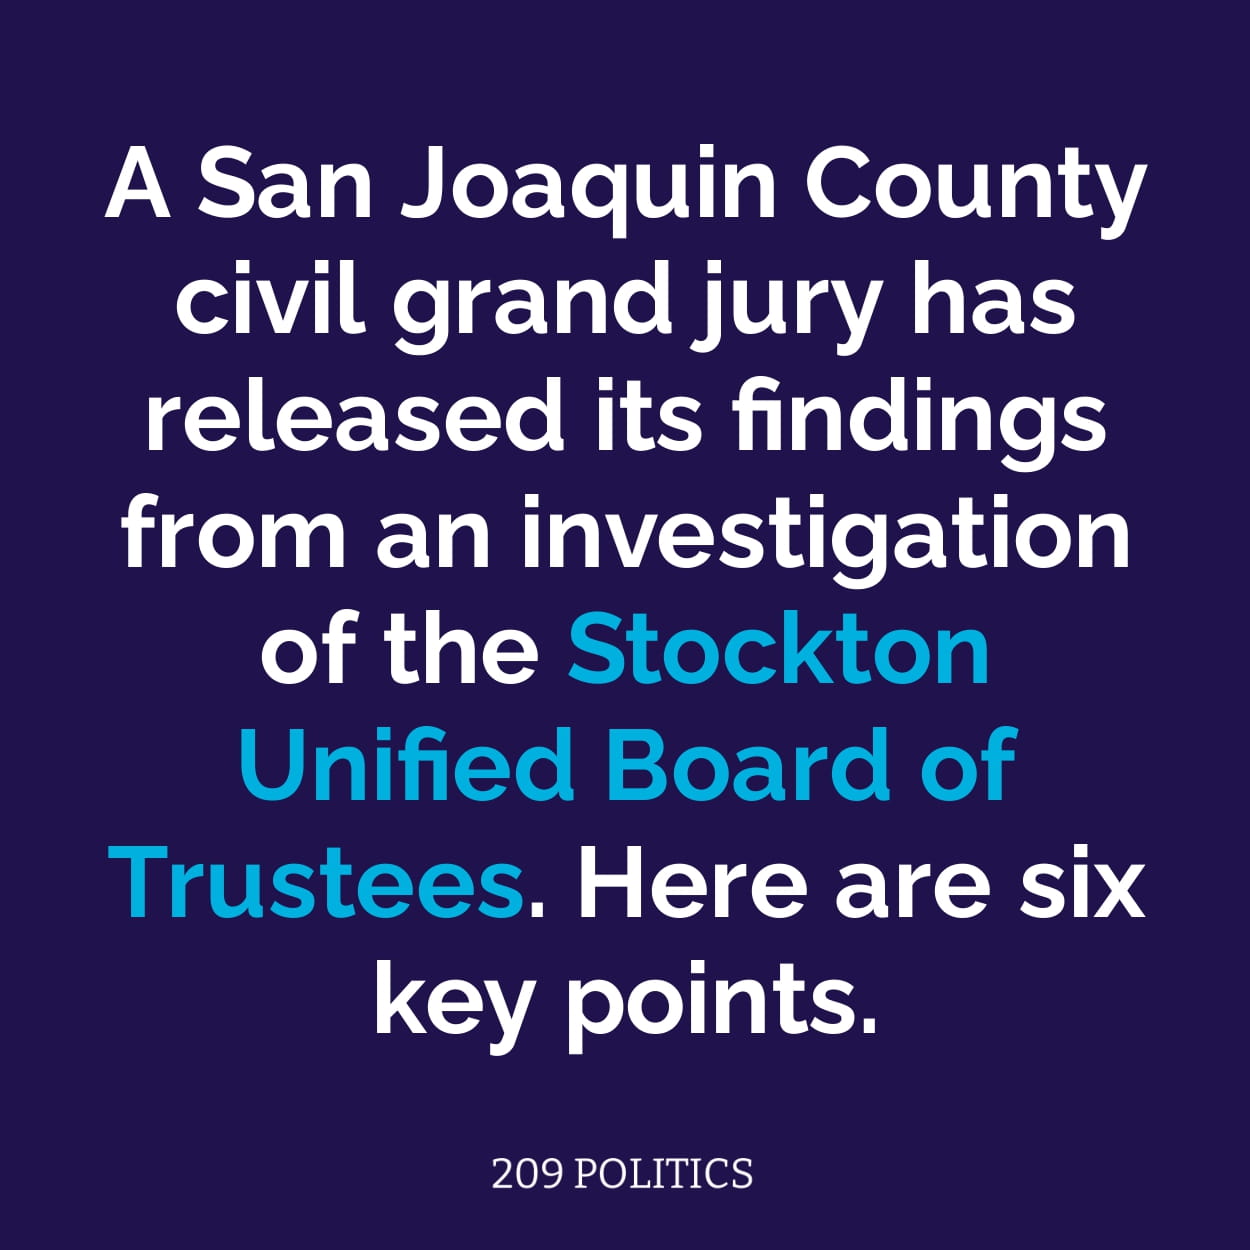 A San Joaquin County
civil grand jury has
released its findings
from an investigation
of the Stockton
Unified Board of
Trustees. Here are six
key points.
209 POLITICS